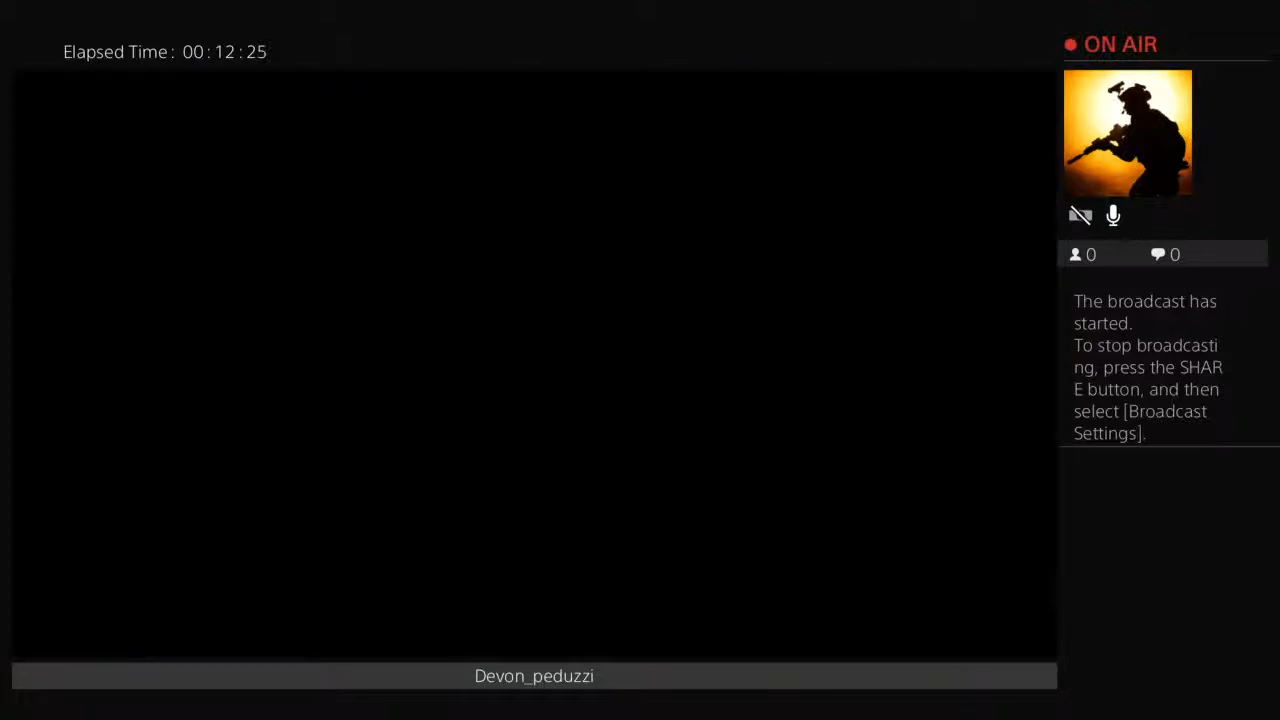 Elapsed Time: 00:12:25
ON AIR
0 0
The broadcast has
started.
To stop broadcasti
ng, press the SHAR
E button, and then
select [Broadcast
Settings].
Devon_peduzzi